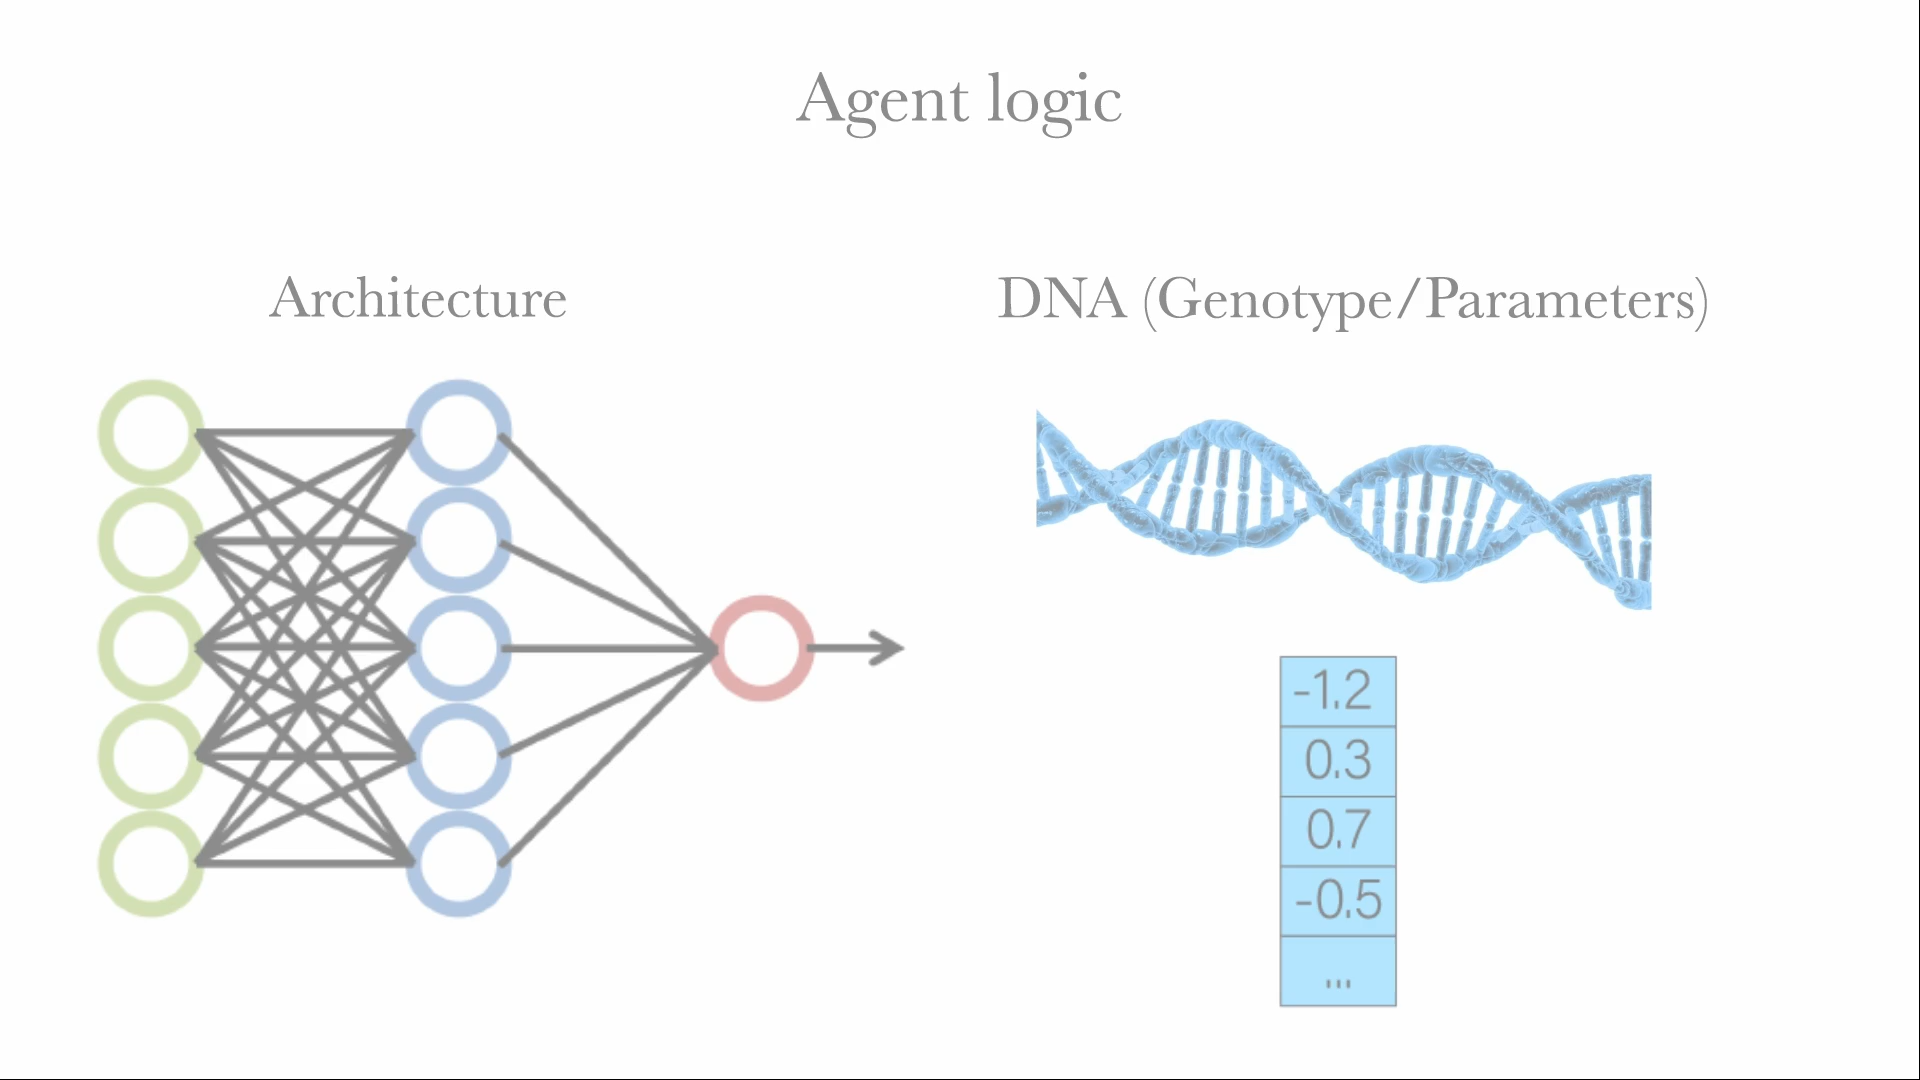 Agent logic
Architecture
DNA (Genotype/Parameters)
-1.2
0.3
0.7
-0.5
...